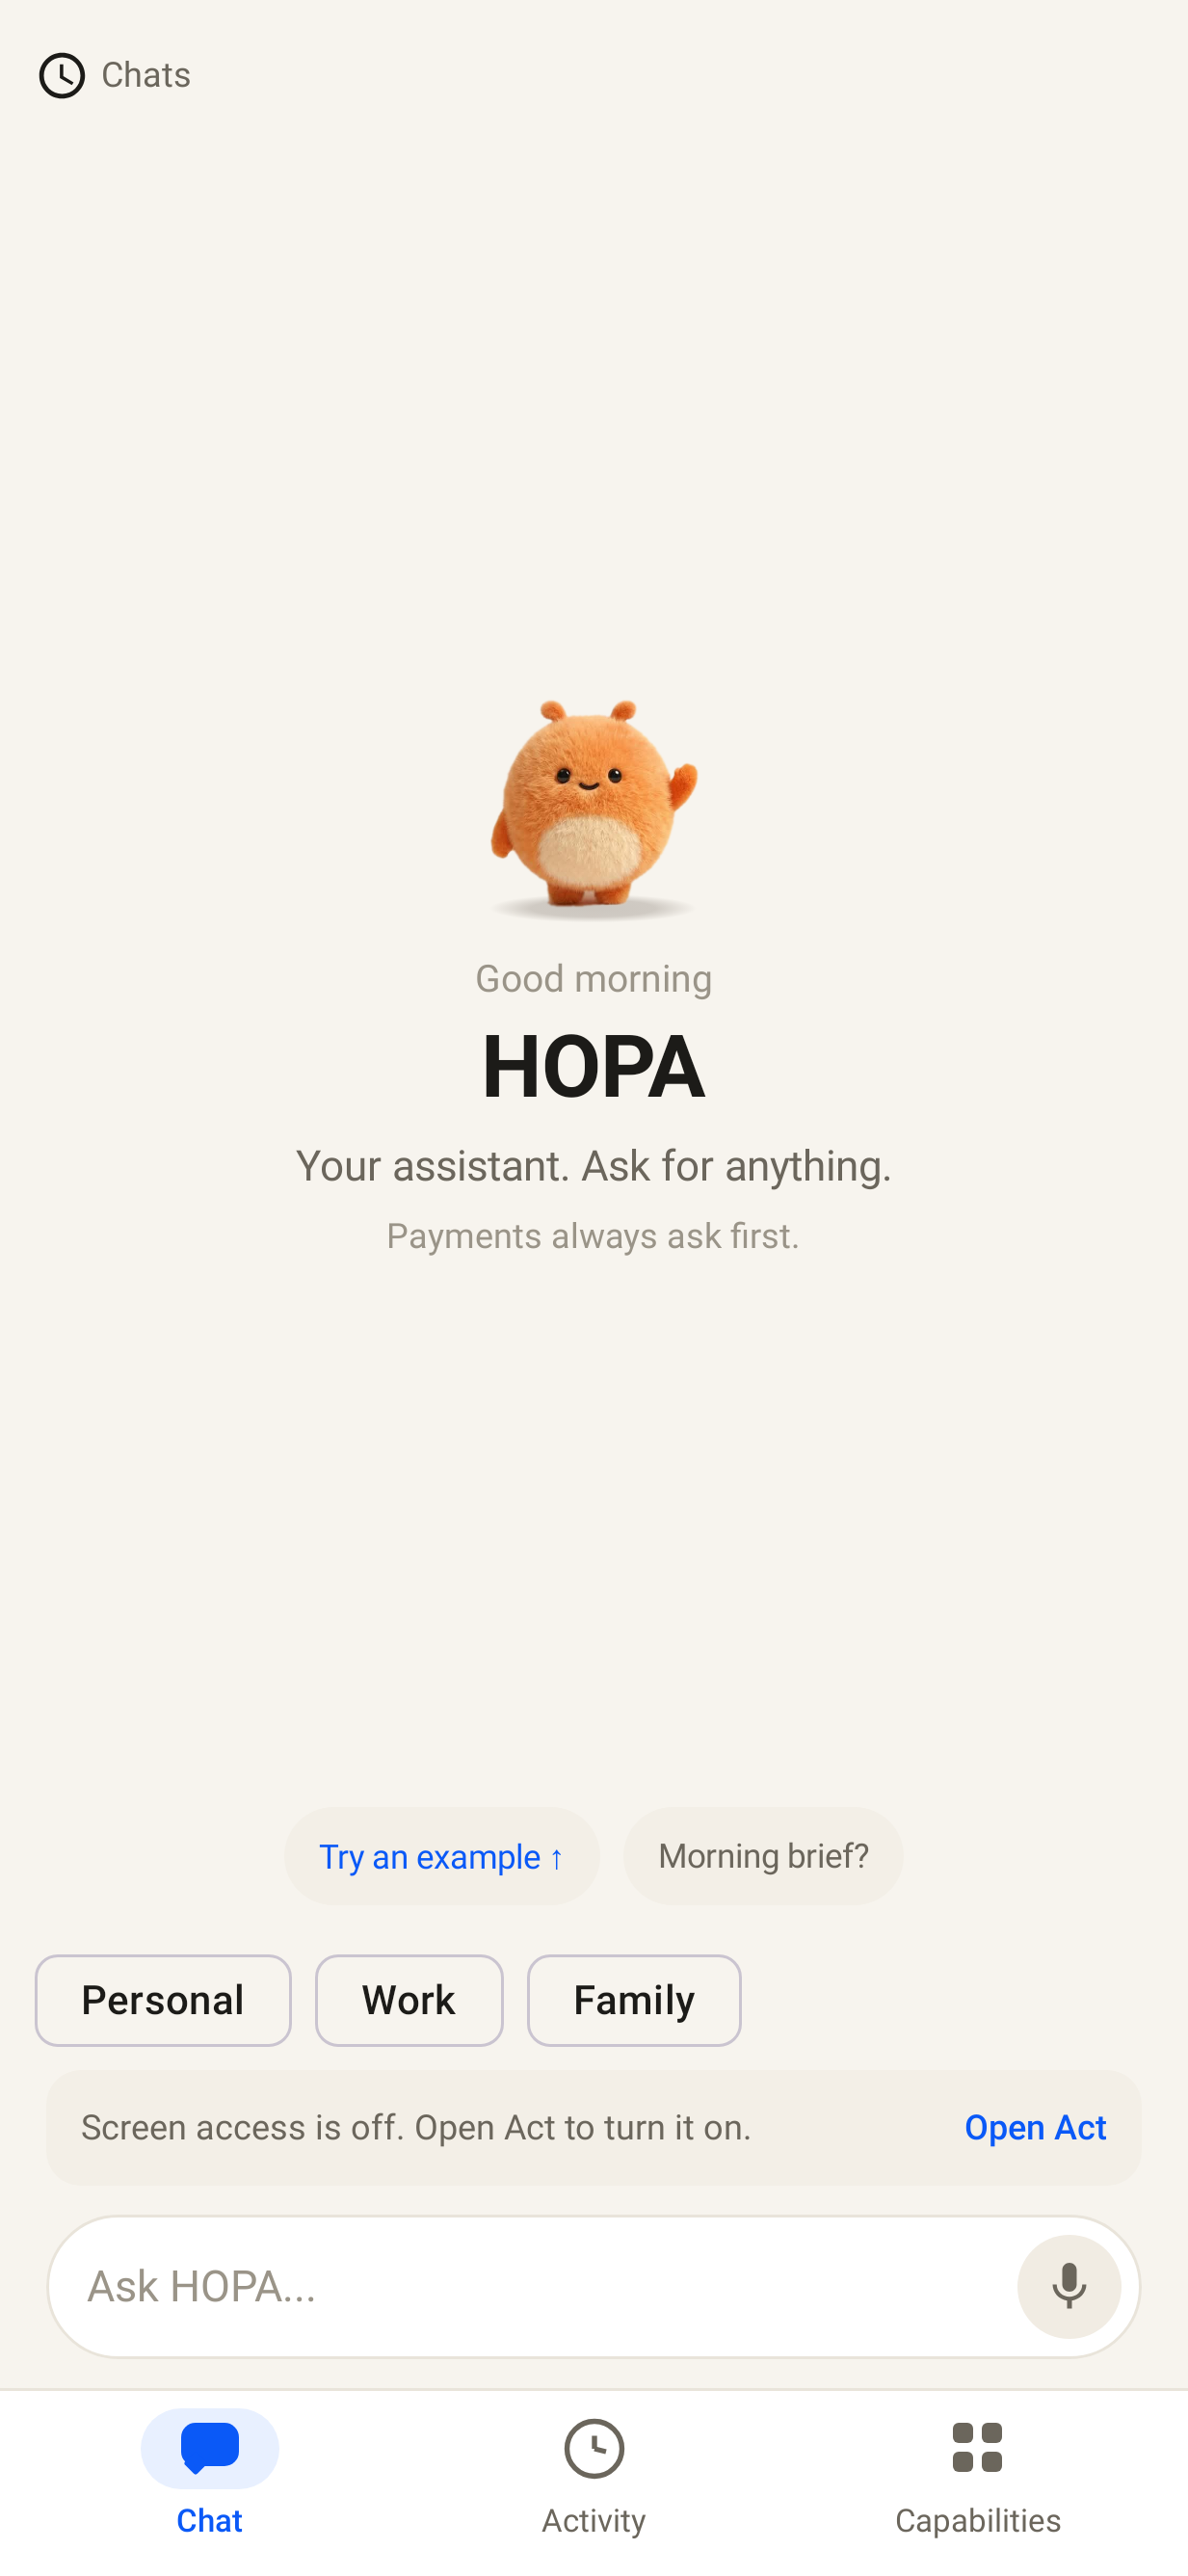 Chats
Good morning
HOPA
Your assistant. Ask for anything.
Payments always ask first.
Try an example ↑
Morning brief?
Personal
Work
Family
Screen access is off. Open Act to turn it on.
Open Act
Ask HOPA...
Chat
Activity
Capabilities